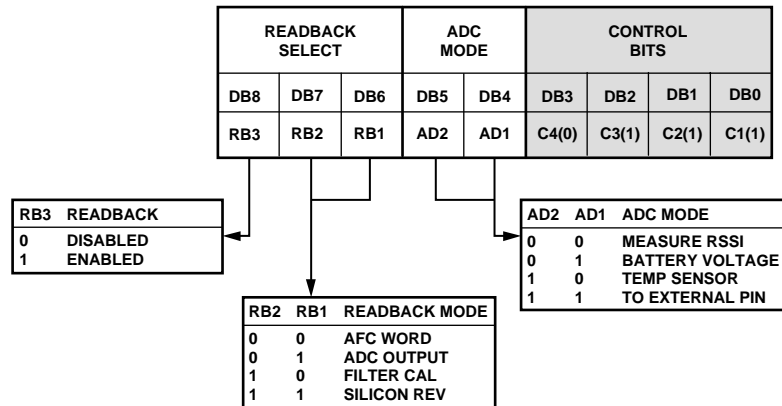 READBACK SELECT ADC MODE CONTROL BITS
DB8 DB7 DB6 DB5 DB4 DB3 DB2 DB1 DB0
RB3 RB2 RB1 AD2 AD1 C4(0) C3(1) C2(1) C1(1)
RB3 READBACK
0 DISABLED
1 ENABLED
AD2 AD1 ADC MODE
0 0 MEASURE RSSI
0 1 BATTERY VOLTAGE
1 0 TEMP SENSOR
1 1 TO EXTERNAL PIN
RB2 RB1 READBACK MODE
0 0 AFC WORD
0 1 ADC OUTPUT
1 0 FILTER CAL
1 1 SILICON REV